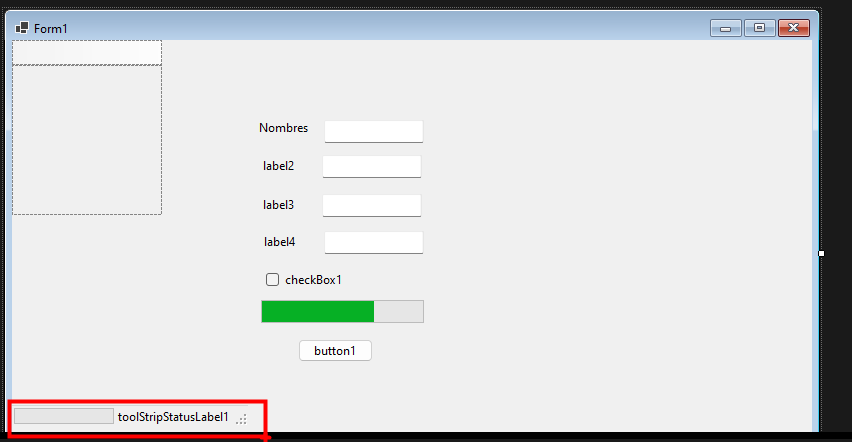 Form1
Nombres
label2
label3
label4
checkBox1
button1
toolStripStatusLabel1